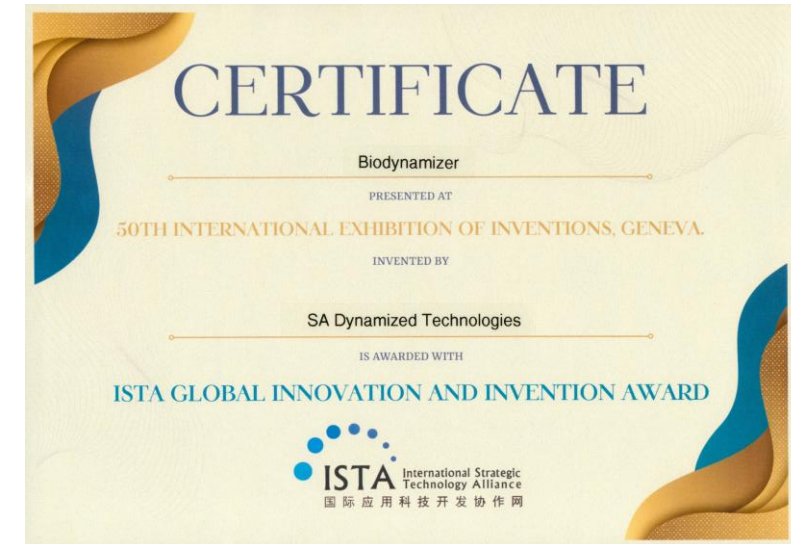 CERTIFICATE
Biodynamizer
PRESENTED AT
50TH INTERNATIONAL EXHIBITION OF INVENTIONS, GENEVA.
INVENTED BY
SA Dynamized Technologies
IS AWARDED WITH
ISTA GLOBAL INNOVATION AND INVENTION AWARD
ISTA International Strategic
Technology Alliance
国际应用科技开发协作网